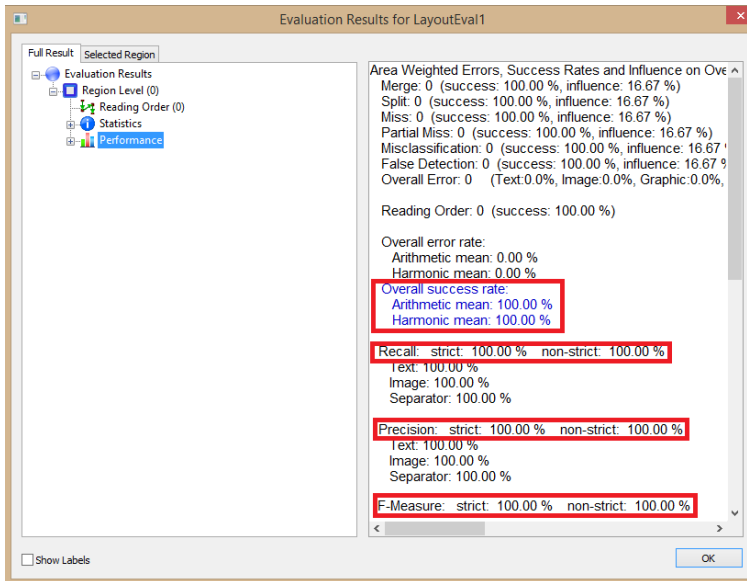 Evaluation Results for LayoutEval1
Full Result
Selected Region
Evaluation Results
Region Level (0)
Reading Order (0)
Statistics
Performance
Area Weighted Errors, Success Rates and Influence on Ove
Merge: 0 (success: 100.00 %, influence: 16.67 %)
Split: 0 (success: 100.00 %, influence: 16.67 %)
Miss: 0 (success: 100.00 %, influence: 16.67 %)
Partial Miss: 0 (success: 100.00 %, influence: 16.67 %)
Misclassification: 0 (success: 100.00 %, influence: 16.67
False Detection: 0 (success: 100.00 %, influence: 16.67 %
Overall Error: 0 (Text:0.0%, Image:0.0%, Graphic:0.0%,
Reading Order: 0 (success: 100.00 %)
Overall error rate:
Arithmetic mean: 0.00 %
Harmonic mean: 0.00 %
Overall success rate:
Arithmetic mean: 100.00 %
Harmonic mean: 100.00 %
Recall: strict: 100.00 % non-strict: 100.00 %
Text: 100.00 %
Image: 100.00 %
Separator: 100.00 %
Precision: strict: 100.00 % non-strict: 100.00 %
Text: 100.00 %
Image: 100.00 %
Separator: 100.00 %
F-Measure: strict: 100.00 % non-strict: 100.00 %
Show Labels
OK